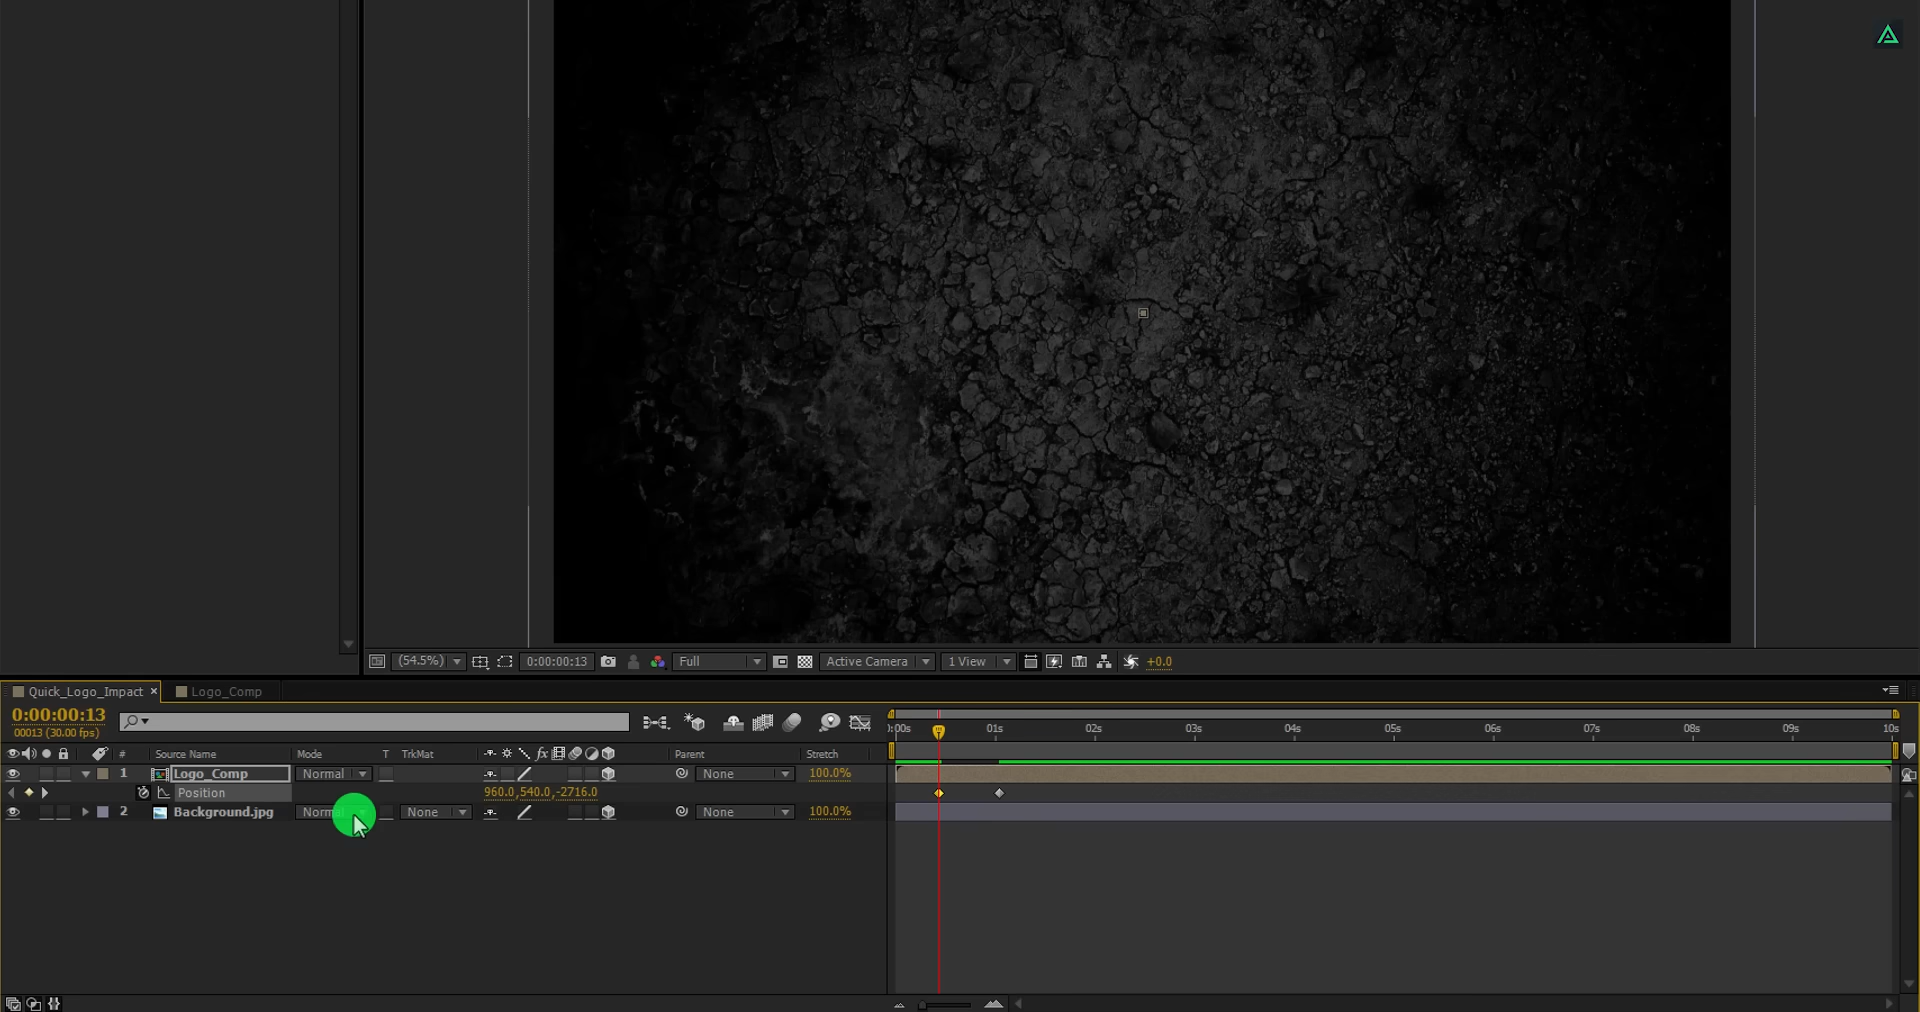 (54.5%) 0:00:00:13 Full Active Camera 1 View +0.0
Quick_Logo_Impact × Logo_Comp
0:00:00:13
00013 (30.00 fps)
:00s 01s 02s 03s 04s 05s 06s 07s 08s 09s 10s
# Source Name Mode T TrkMat fx Parent Stretch
1 Logo_Comp Normal None 100.0%
Position 960.0,540.0,-2716.0
2 Background.jpg None None 100.0%